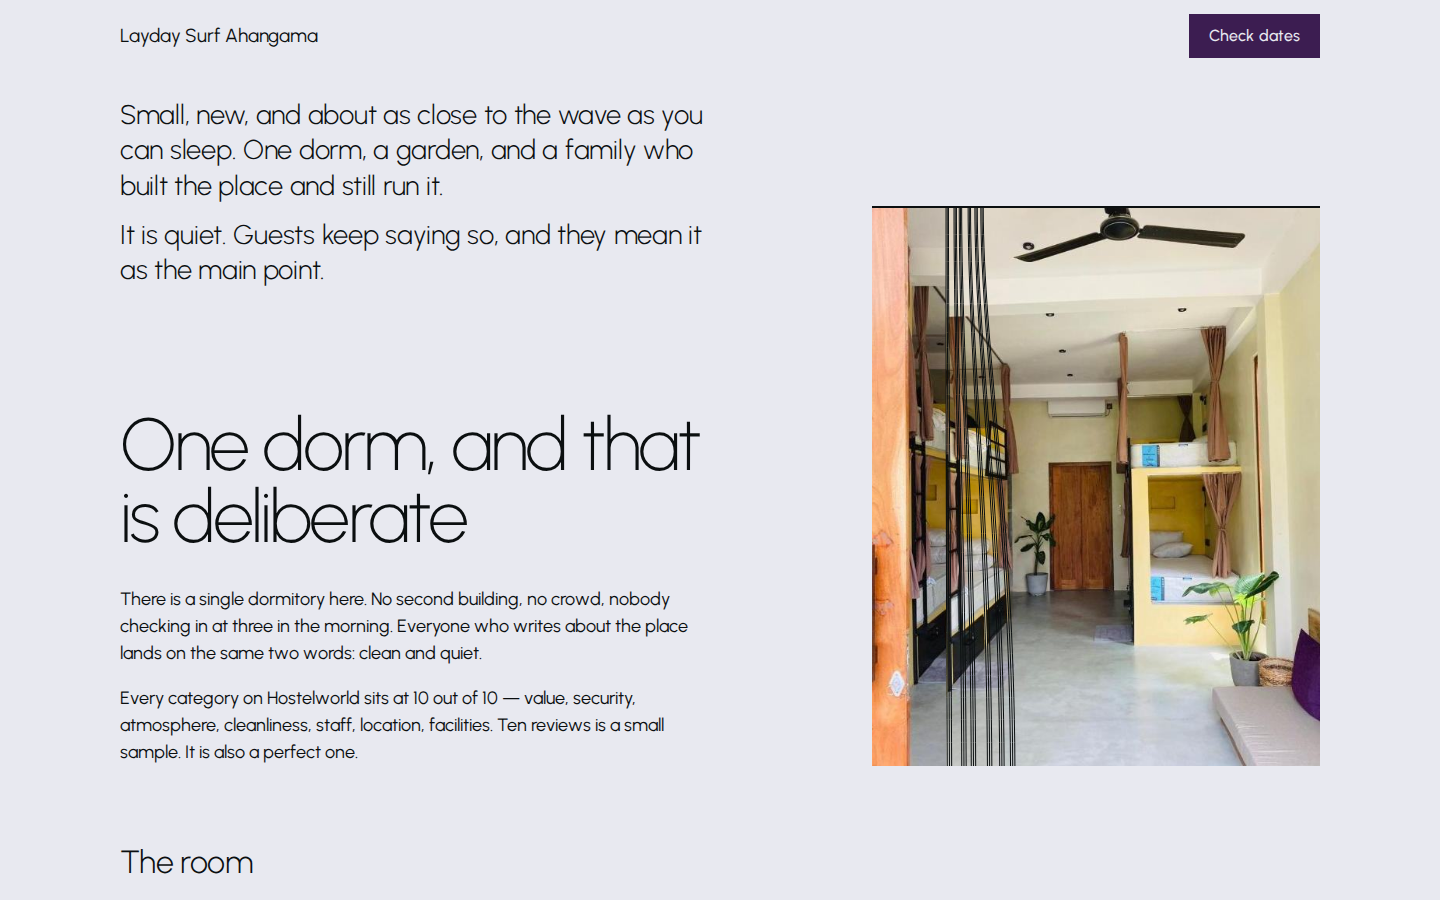 Layday Surf Ahangama
Check dates
Small, new, and about as close to the wave as you
can sleep. One dorm, a garden, and a family who
built the place and still run it.
It is quiet. Guests keep saying so, and they mean it
as the main point.
One dorm, and that
is deliberate
There is a single dormitory here. No second building, no crowd, nobody
checking in at three in the morning. Everyone who writes about the place
lands on the same two words: clean and quiet.
Every category on Hostelworld sits at 10 out of 10 — value, security,
atmosphere, cleanliness, staff, location, facilities. Ten reviews is a small
sample. It is also a perfect one.
The room